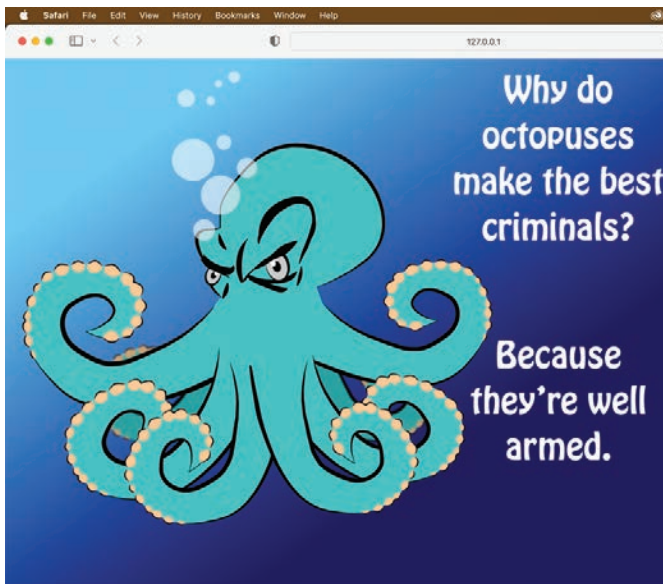 Safari File Edit View History Bookmarks Window Help
127.0.0.1
Why do
octopuses
make the best
criminals?
Because
they're well
armed.